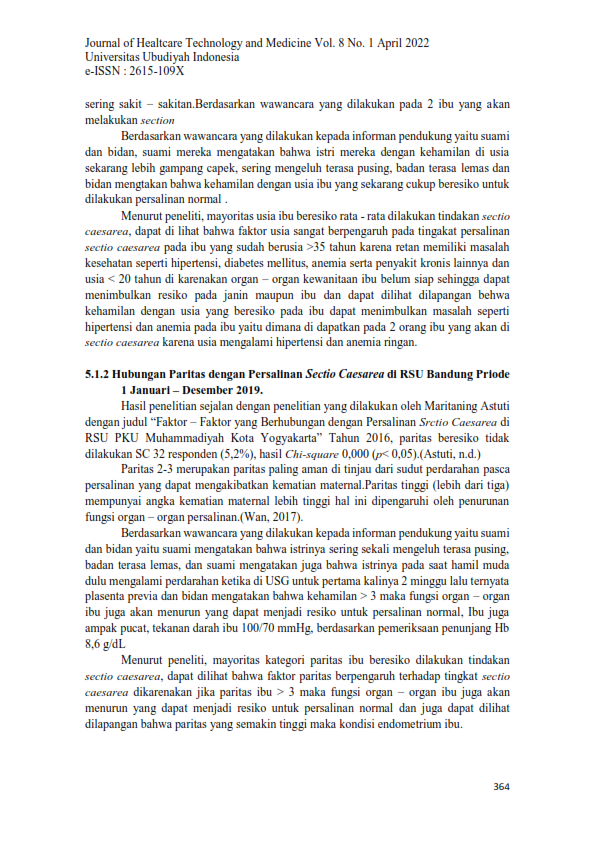 Journal of Healtcare Technology and Medicine Vol. 8 No. 1 April 2022
Universitas Ubudiyah Indonesia
e-ISSN : 2615-109X
sering sakit – sakitan.Berdasarkan wawancara yang dilakukan pada 2 ibu yang akan
melakukan section
Berdasarkan wawancara yang dilakukan kepada informan pendukung yaitu suami
dan bidan, suami mereka mengatakan bahwa istri mereka dengan kehamilan di usia
sekarang lebih gampang capek, sering mengeluh terasa pusing, badan terasa lemas dan
bidan mengtakan bahwa kehamilan dengan usia ibu yang sekarang cukup beresiko untuk
dilakukan persalinan normal .
Menurut peneliti, mayoritas usia ibu beresiko rata - rata dilakukan tindakan sectio
caesarea, dapat di lihat bahwa faktor usia sangat berpengaruh pada tingakat persalinan
sectio caesarea pada ibu yang sudah berusia >35 tahun karena retan memiliki masalah
kesehatan seperti hipertensi, diabetes mellitus, anemia serta penyakit kronis lainnya dan
usia < 20 tahun di karenakan organ – organ kewanitaan ibu belum siap sehingga dapat
menimbulkan resiko pada janin maupun ibu dan dapat dilihat dilapangan behwa
kehamilan dengan usia yang beresiko pada ibu dapat menimbulkan masalah seperti
hipertensi dan anemia pada ibu yaitu dimana di dapatkan pada 2 orang ibu yang akan di
sectio caesarea karena usia mengalami hipertensi dan anemia ringan.
5.1.2 Hubungan Paritas dengan Persalinan Sectio Caesarea di RSU Bandung Priode
1 Januari – Desember 2019.
Hasil penelitian sejalan dengan penelitian yang dilakukan oleh Maritaning Astuti
dengan judul “Faktor – Faktor yang Berhubungan dengan Persalinan Srctio Caesarea di
RSU PKU Muhammadiyah Kota Yogyakarta” Tahun 2016, paritas beresiko tidak
dilakukan SC 32 responden (5,2%), hasil Chi-square 0,000 (p< 0,05).(Astuti, n.d.)
Paritas 2-3 merupakan paritas paling aman di tinjau dari sudut perdarahan pasca
persalinan yang dapat mengakibatkan kematian maternal.Paritas tinggi (lebih dari tiga)
mempunyai angka kematian maternal lebih tinggi hal ini dipengaruhi oleh penurunan
fungsi organ – organ persalinan.(Wan, 2017).
Berdasarkan wawancara yang dilakukan kepada informan pendukung yaitu suami
dan bidan yaitu suami mengatakan bahwa istrinya sering sekali mengeluh terasa pusing,
badan terasa lemas, dan suami mengatakan juga bahwa istrinya pada saat hamil muda
dulu mengalami perdarahan ketika di USG untuk pertama kalinya 2 minggu lalu ternyata
plasenta previa dan bidan mengatakan bahwa kehamilan > 3 maka fungsi organ – organ
ibu juga akan menurun yang dapat menjadi resiko untuk persalinan normal, Ibu juga
ampak pucat, tekanan darah ibu 100/70 mmHg, berdasarkan pemeriksaan penunjang Hb
8,6 g/dL
Menurut peneliti, mayoritas kategori paritas ibu beresiko dilakukan tindakan
sectio caesarea, dapat dilihat bahwa faktor paritas berpengaruh terhadap tingkat sectio
caesarea dikarenakan jika paritas ibu > 3 maka fungsi organ – organ ibu juga akan
menurun yang dapat menjadi resiko untuk persalinan normal dan juga dapat dilihat
dilapangan bahwa paritas yang semakin tinggi maka kondisi endometrium ibu.
364